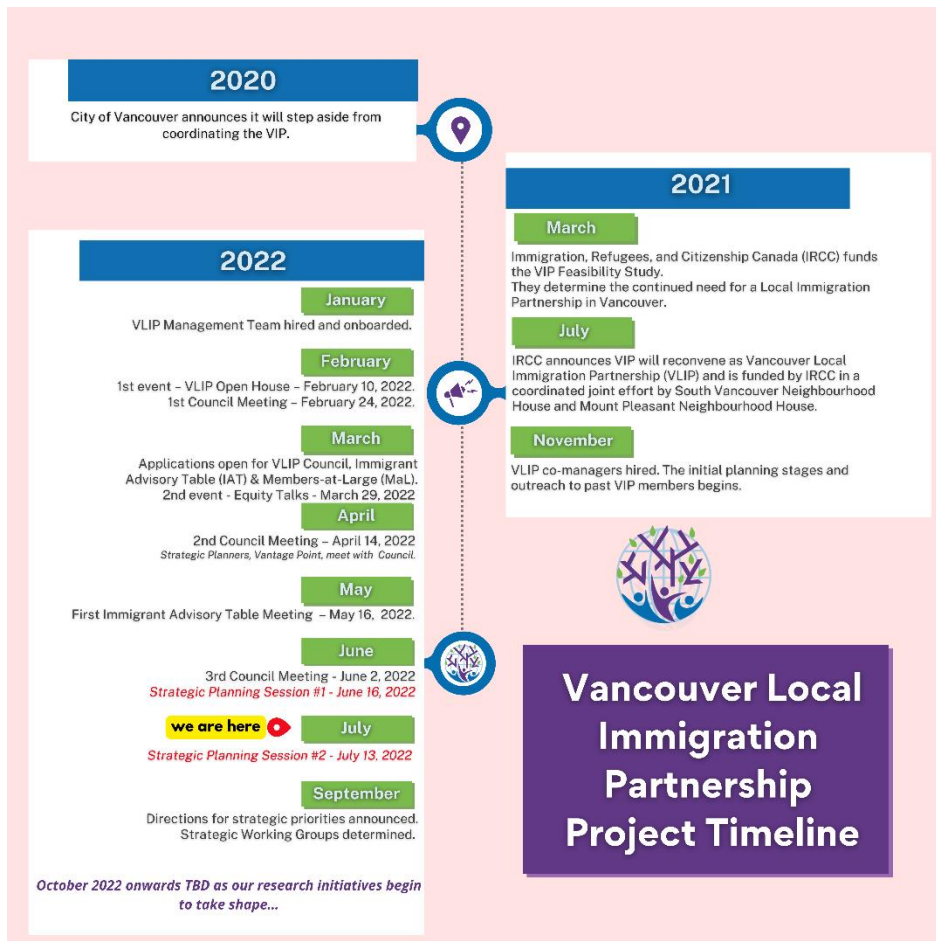 2020
City of Vancouver announces it will step aside from
coordinating the VIP.
2021
March
Immigration, Refugees, and Citizenship Canada (IRCC) funds
the VIP Feasibility Study.
They determine the continued need for a Local Immigration
Partnership in Vancouver.
July
IRCC announces VIP will reconvene as Vancouver Local
Immigration Partnership (VLIP) and is funded by IRCC in a
coordinated joint effort by South Vancouver Neighbourhood
House and Mount Pleasant Neighbourhood House.
November
VLIP co-managers hired. The initial planning stages and
outreach to past VIP members begins.
2022
January
VLIP Management Team hired and onboarded.
February
1st event – VLIP Open House – February 10, 2022.
1st Council Meeting – February 24, 2022.
March
Applications open for VLIP Council, Immigrant
Advisory Table (IAT) & Members-at-Large (MaL).
2nd event - Equity Talks - March 29, 2022
April
2nd Council Meeting – April 14, 2022
Strategic Planners, Vantage Point, meet with Council.
May
First Immigrant Advisory Table Meeting – May 16, 2022.
June
3rd Council Meeting - June 2, 2022
Strategic Planning Session #1 - June 16, 2022
we are here
July
Strategic Planning Session #2 - July 13, 2022
September
Directions for strategic priorities announced.
Strategic Working Groups determined.
October 2022 onwards TBD as our research initiatives begin
to take shape...
Vancouver Local
Immigration
Partnership
Project Timeline